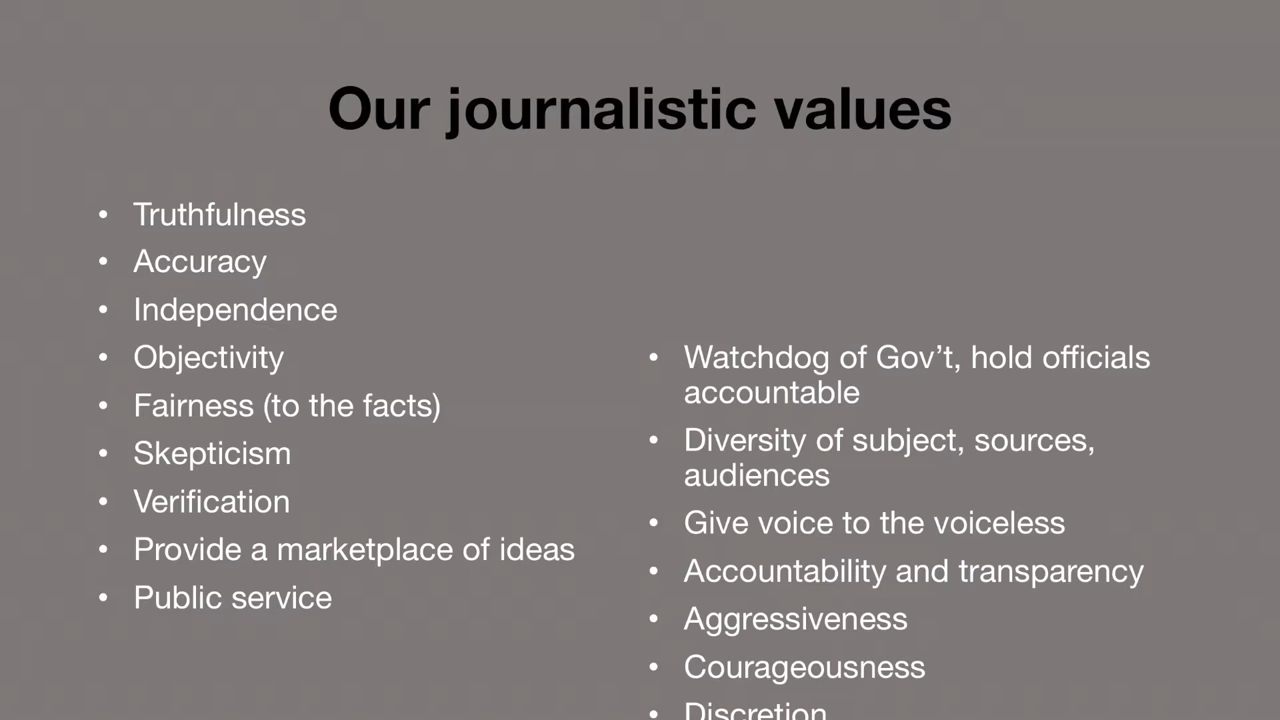 Our journalistic values
• Truthfulness
• Accuracy
• Independence
• Objectivity
• Fairness (to the facts)
• Skepticism
• Verification
• Provide a marketplace of ideas
• Public service
• Watchdog of Gov’t, hold officials
accountable
• Diversity of subject, sources,
audiences
• Give voice to the voiceless
• Accountability and transparency
• Aggressiveness
• Courageousness
• Discretion